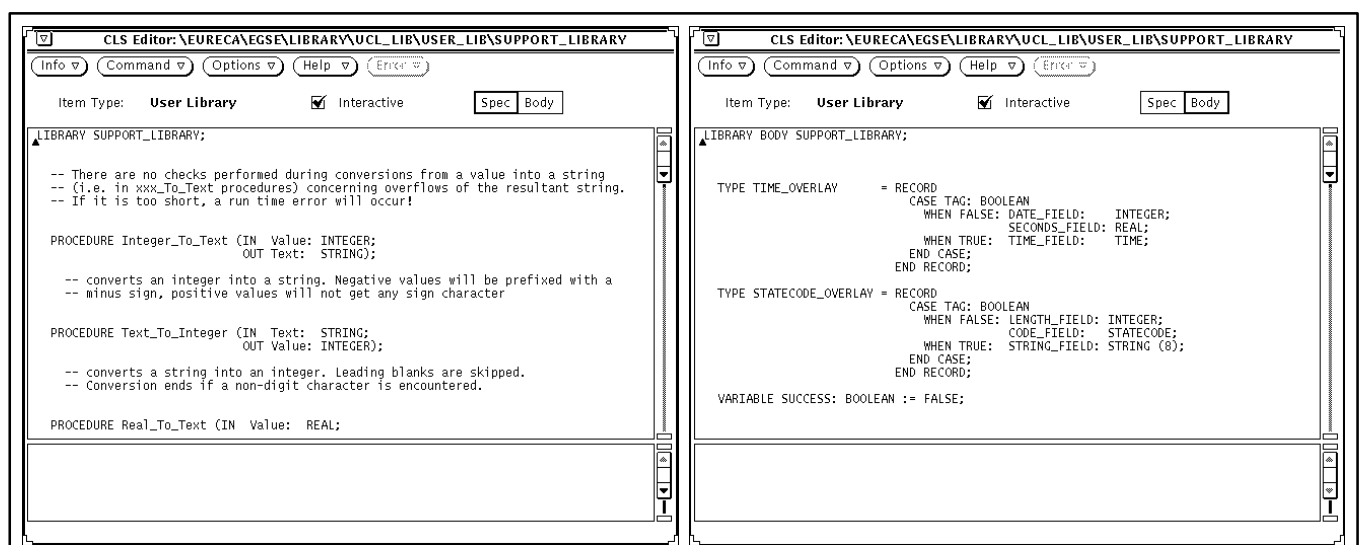 CLS Editor: \EURECA\EGSE\LIBRARY\UCL_LIB\USER_LIB\SUPPORT_LIBRARY
Info Command Options Help Error
Item Type: User Library Interactive Spec Body
LIBRARY SUPPORT_LIBRARY;
-- There are no checks performed during conversions from a value into a string
-- (i.e. in xxx_To_Text procedures) concerning overflows of the resultant string.
-- If it is too short, a run time error will occur!
PROCEDURE Integer_To_Text (IN Value: INTEGER;
OUT Text: STRING);
-- converts an integer into a string. Negative values will be prefixed with a
-- minus sign, positive values will not get any sign character
PROCEDURE Text_To_Integer (IN Text: STRING;
OUT Value: INTEGER);
-- converts a string into an integer. Leading blanks are skipped.
-- Conversion ends if a non-digit character is encountered.
PROCEDURE Real_To_Text (IN Value: REAL;
CLS Editor: \EURECA\EGSE\LIBRARY\UCL_LIB\USER_LIB\SUPPORT_LIBRARY
Info Command Options Help Error
Item Type: User Library Interactive Spec Body
LIBRARY BODY SUPPORT_LIBRARY;
TYPE TIME_OVERLAY = RECORD
CASE TAG: BOOLEAN
WHEN FALSE: DATE_FIELD: INTEGER;
SECONDS_FIELD: REAL;
WHEN TRUE: TIME_FIELD: TIME;
END CASE;
END RECORD;
TYPE STATECODE_OVERLAY = RECORD
CASE TAG: BOOLEAN
WHEN FALSE: LENGTH_FIELD: INTEGER;
CODE_FIELD: STATECODE;
WHEN TRUE: STRING_FIELD: STRING (8);
END CASE;
END RECORD;
VARIABLE SUCCESS: BOOLEAN := FALSE;